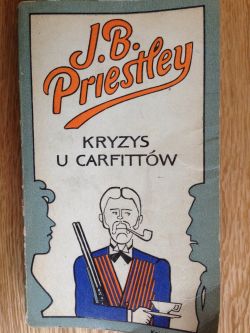 J.B.
Priestley
KRYZYS
U CARFITTÓW